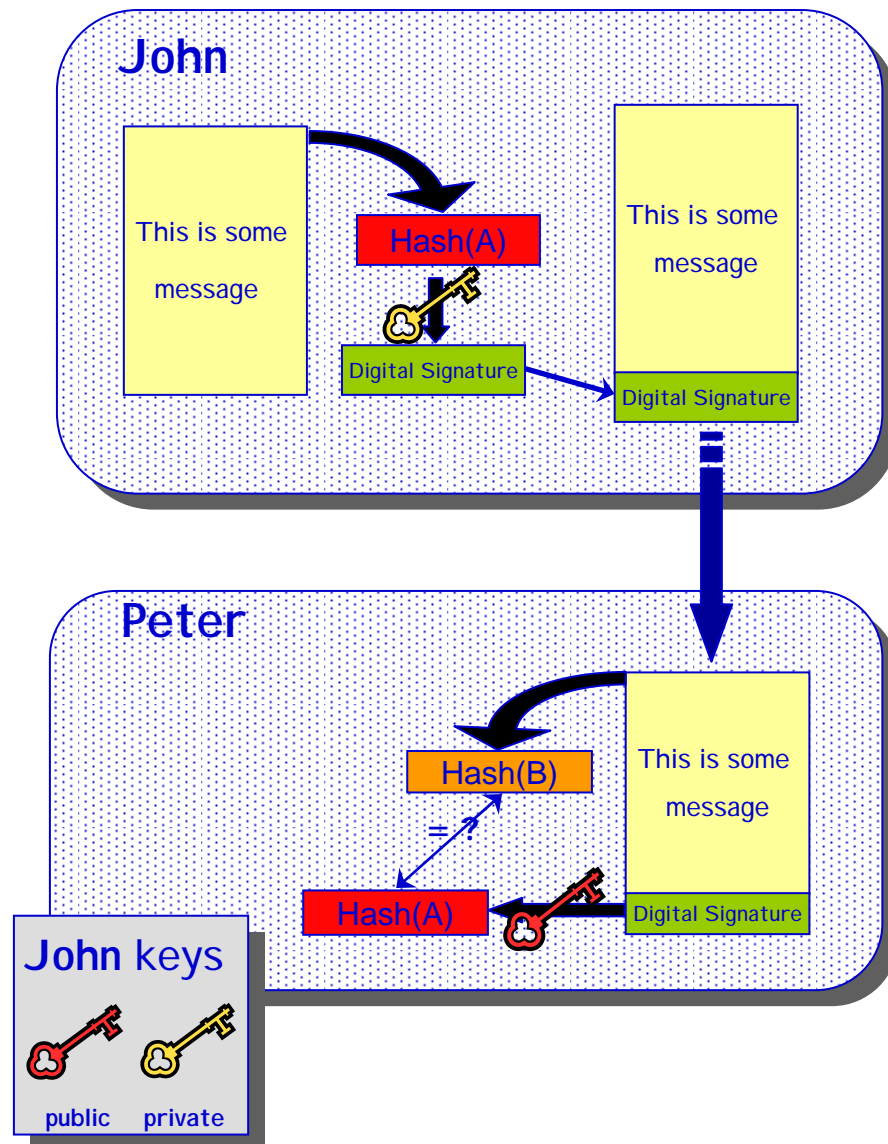 John
This is some
message
Hash(A)
Digital Signature
This is some
message
Digital Signature
Peter
Hash(B)
= ?
Hash(A)
This is some
message
Digital Signature
John keys
public private